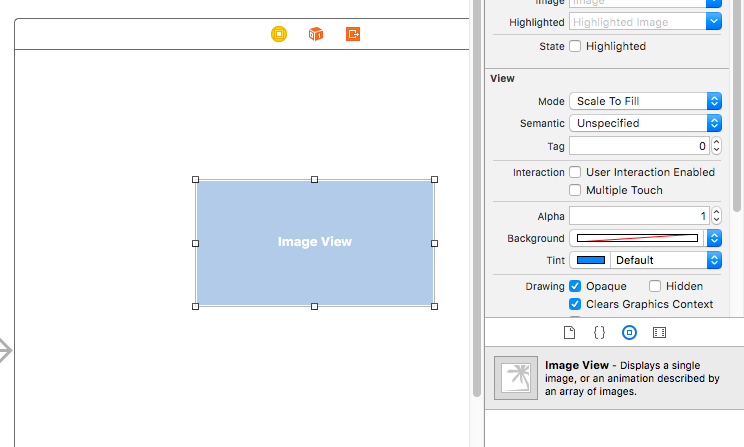 Image Image
Highlighted Highlighted Image
State Highlighted
View
Mode Scale To Fill
Semantic Unspecified
Tag 0
Interaction User Interaction Enabled
Multiple Touch
Alpha 1
Background
Tint Default
Drawing Opaque Hidden
Clears Graphics Context
Image View
{}
Image View - Displays a single
image, or an animation described by
an array of images.